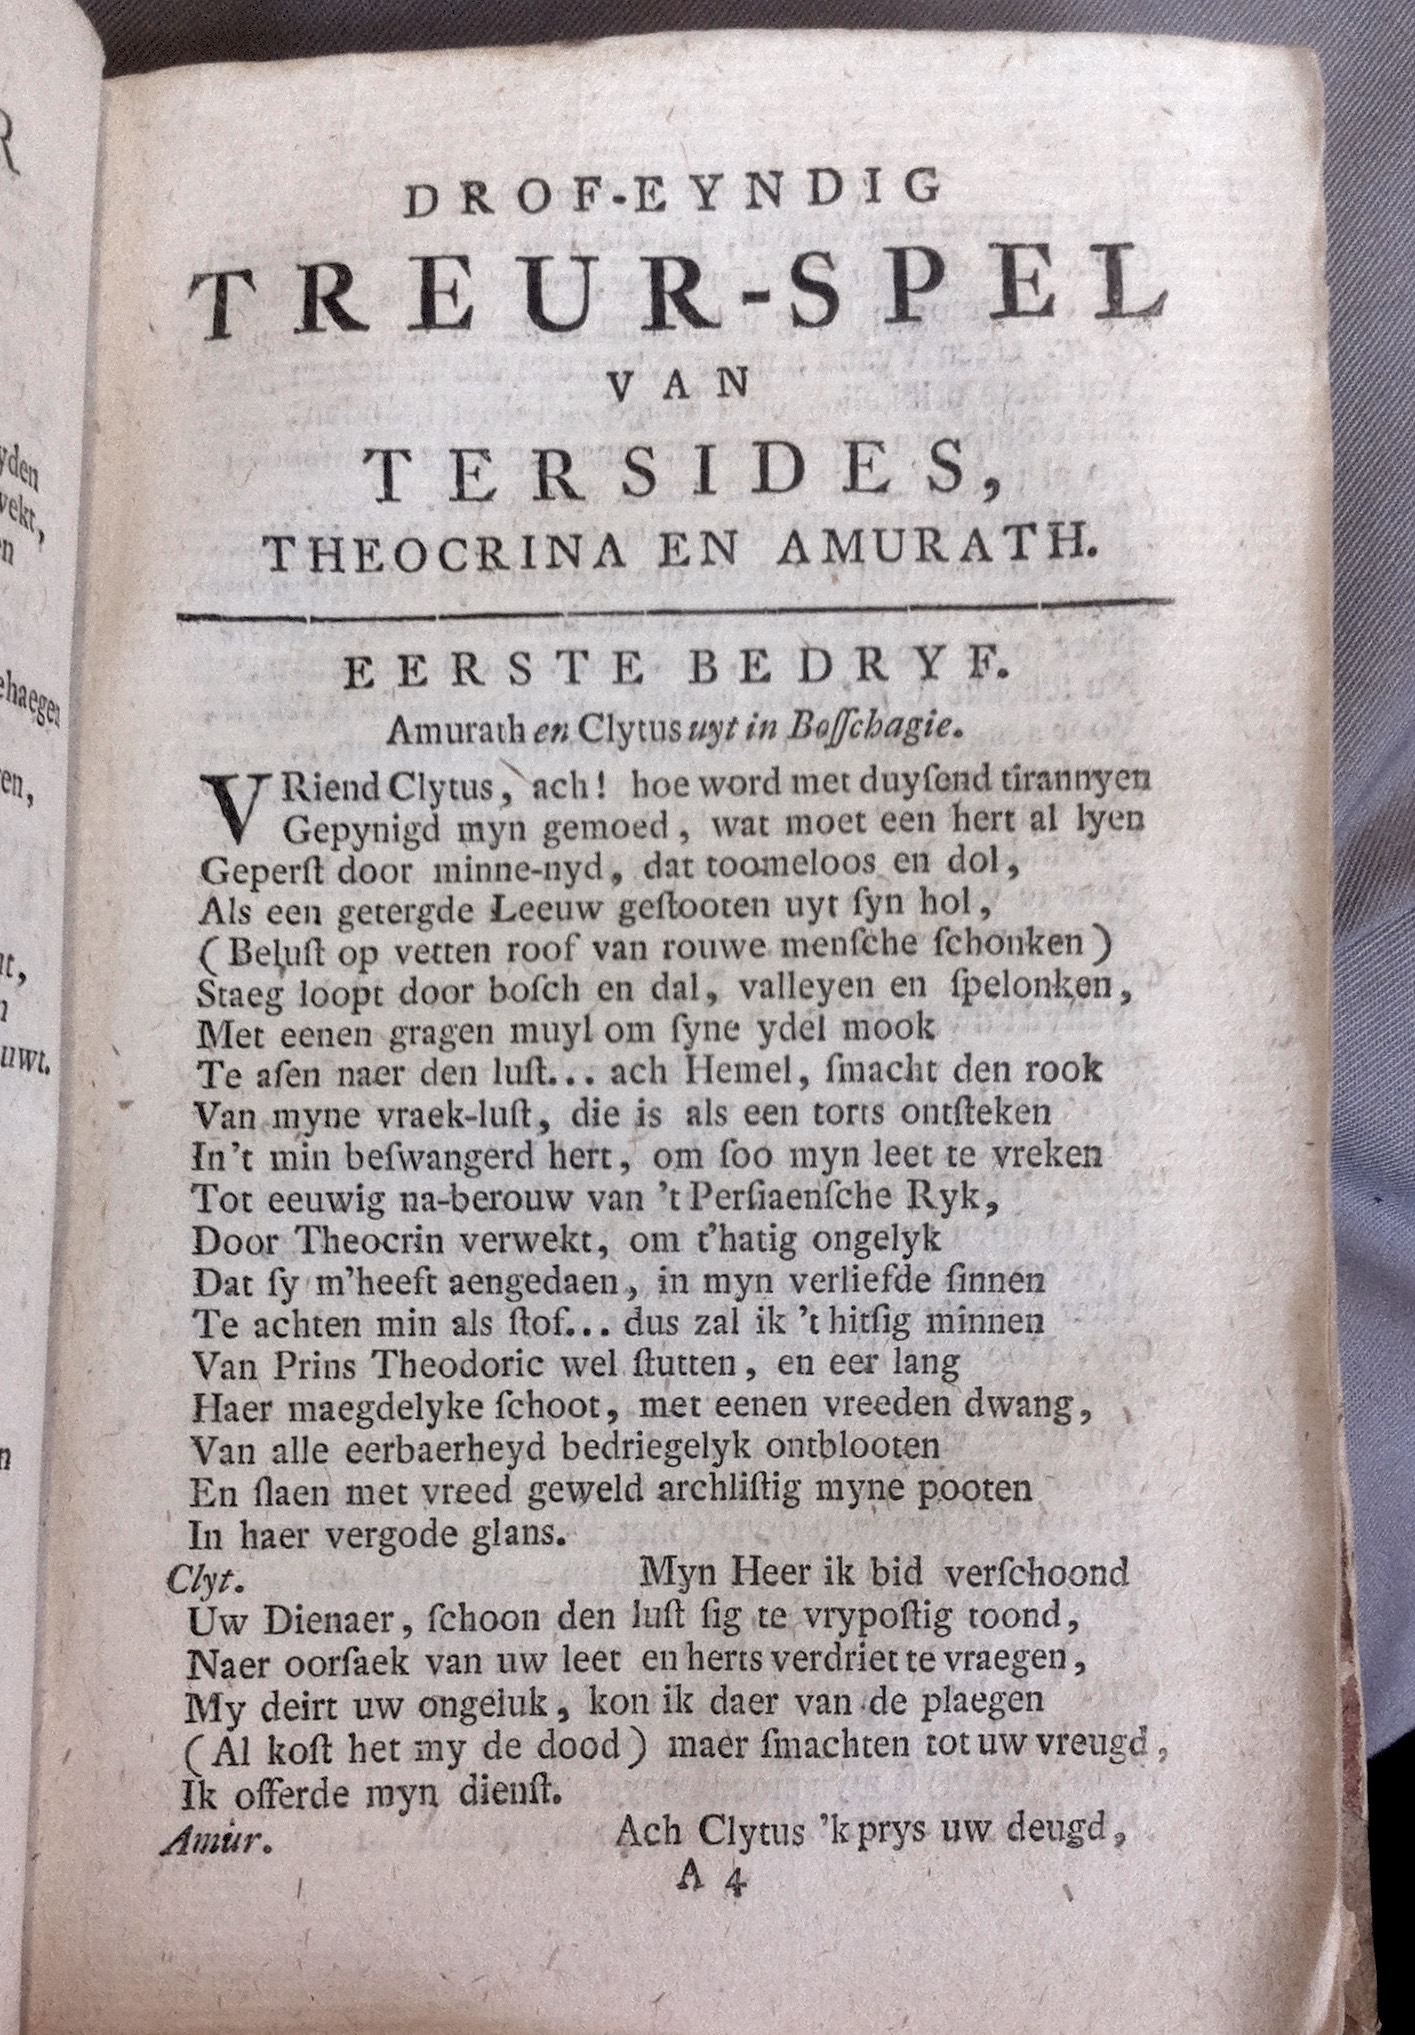 DROF-EYNDIG
TREUR-SPEL
VAN
TERSIDES,
THEOCRINA EN AMURATH.
EERSTE BEDRYF.
Amurath en Clytus uyt in Boſſchagie.
VRiend Clytus, ach! hoe word met duyſend tirannyen
Gepynigd myn gemoed, wat moet een hert al lyen
Geperſt door minne-nyd, dat toomeloos en dol,
Als een getergde Leeuw geſtooten uyt ſyn hol,
(Beluſt op vetten roof van rouwe menſche ſchonken)
Staeg loopt door boſch en dal, valleyen en ſpelonken,
Met eenen gragen muyl om ſyne ydel mook
Te aſen naer den luſt... ach Hemel, ſmacht den rook
Van myne vraek-luſt, die is als een torts ontſteken
In't min beſwangerd hert, om ſoo myn leet te vreken
Tot eeuwig na-berouw van 't Perſiaenſche Ryk,
Door Theocrin verwekt, om t'hatig ongelyk
Dat ſy m'heeft aengedaen, in myn verliefde ſinnen
Te achten min als ſtof... dus zal ik 't hitſig minnen
Van Prins Theodoric wel ſtutten, en eer lang
Haer maegdelyke ſchoot, met eenen vreeden dwang,
Van alle eerbaerheyd bedriegelyk ontblooten
En ſlaen met vreed geweld archliſtig myne pooten
In haer vergode glans.
Clyt. Myn Heer ik bid verſchoond
Uw Dienaer, ſchoon den luſt ſig te vrypoſtig toond,
Naer oorſaek van uw leet en herts verdriet te vraegen,
My deirt uw ongeluk, kon ik daer van de plaegen
(Al koſt het my de dood) maer ſmachten tot uw vreugd,
Ik offerde myn dienſt.
Amur. Ach Clytus 'k prys uw deugd,
A 4
R
yden
vekt,
en
ehaegen
en,
nt,
n
uwt.
n